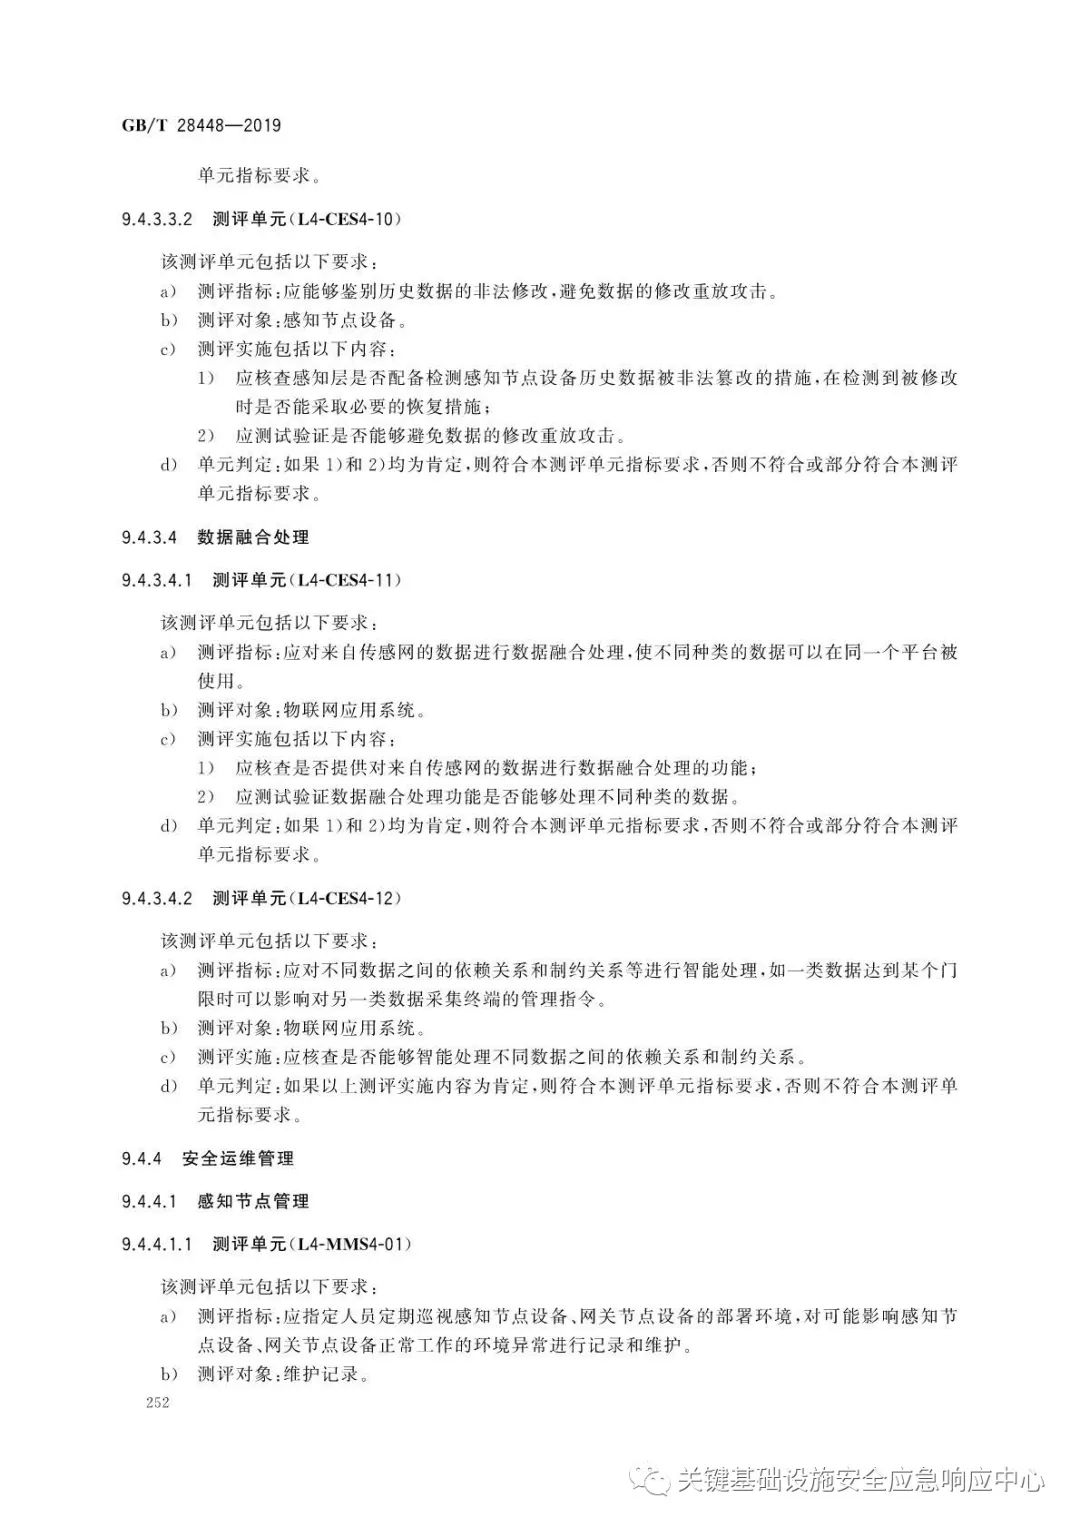 GB/T 28448—2019
单元指标要求。
9.4.3.3.2 测评单元(L4-CES4-10)
该测评单元包括以下要求:
a) 测评指标:应能够鉴别历史数据的非法修改,避免数据的修改重放攻击。
b) 测评对象:感知节点设备。
c) 测评实施包括以下内容:
1) 应核查感知层是否配备检测感知节点设备历史数据被非法篡改的措施,在检测到被修改
时是否能采取必要的恢复措施;
2) 应测试验证是否能够避免数据的修改重放攻击。
d) 单元判定:如果1)和2)均为肯定,则符合本测评单元指标要求,否则不符合或部分符合本测评
单元指标要求。
9.4.3.4 数据融合处理
9.4.3.4.1 测评单元(L4-CES4-11)
该测评单元包括以下要求:
a) 测评指标:应对来自传感网的数据进行数据融合处理,使不同种类的数据可以在同一个平台被
使用。
b) 测评对象:物联网应用系统。
c) 测评实施包括以下内容:
1) 应核查是否提供对来自传感网的数据进行数据融合处理的功能;
2) 应测试验证数据融合处理功能是否能够处理不同种类的数据。
d) 单元判定:如果1)和2)均为肯定,则符合本测评单元指标要求,否则不符合或部分符合本测评
单元指标要求。
9.4.3.4.2 测评单元(L4-CES4-12)
该测评单元包括以下要求:
a) 测评指标:应对不同数据之间的依赖关系和制约关系等进行智能处理,如一类数据达到某个门
限时可以影响对另一类数据采集终端的管理指令。
b) 测评对象:物联网应用系统。
c) 测评实施:应核查是否能够智能处理不同数据之间的依赖关系和制约关系。
d) 单元判定:如果以上测评实施内容为肯定,则符合本测评单元指标要求,否则不符合本测评单
元指标要求。
9.4.4 安全运维管理
9.4.4.1 感知节点管理
9.4.4.1.1 测评单元(L4-MMS4-01)
该测评单元包括以下要求:
a) 测评指标:应指定人员定期巡视感知节点设备、网关节点设备的部署环境,对可能影响感知节
点设备、网关节点设备正常工作的环境异常进行记录和维护。
b) 测评对象:维护记录。
252
关键基础设施安全应急响应中心